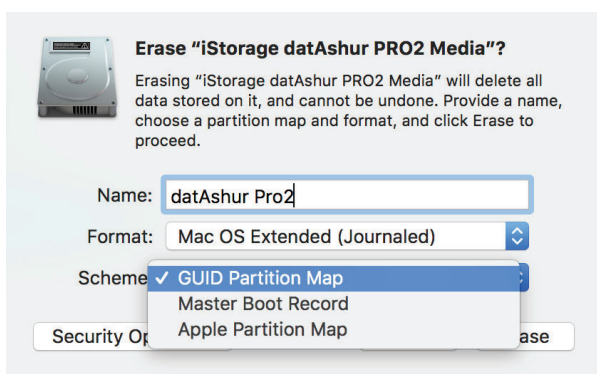 Erase “iStorage datAshur PRO2 Media”?
Erasing “iStorage datAshur PRO2 Media” will delete all
data stored on it, and cannot be undone. Provide a name,
choose a partition map and format, and click Erase to
proceed.
Name: datAshur Pro2
Format: Mac OS Extended (Journaled)
Scheme ✓ GUID Partition Map
Master Boot Record
Apple Partition Map
Security Op ase